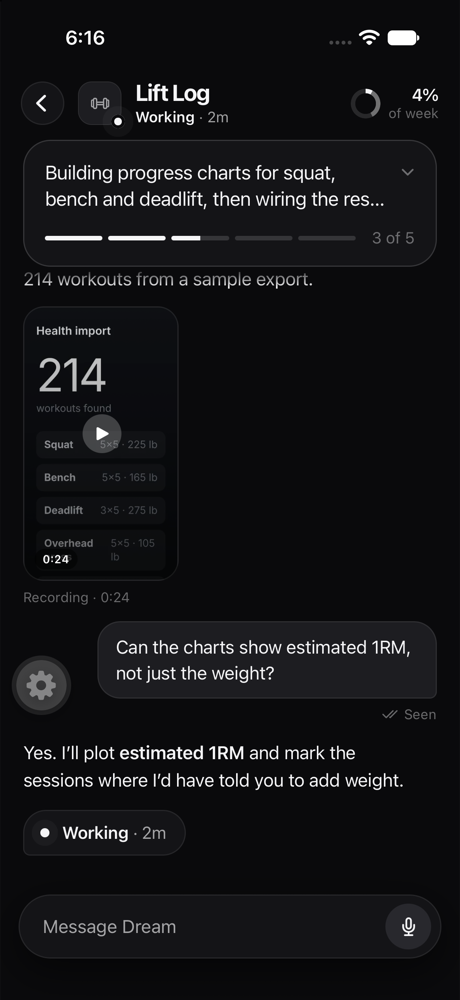 6:16
Lift Log
Working · 2m
4%
of week
Building progress charts for squat,
bench and deadlift, then wiring the res...
3 of 5
214 workouts from a sample export.
Health import
214
workouts found
Squat 5×5 · 225 lb
Bench 5×5 · 165 lb
Deadlift 3×5 · 275 lb
Overhead 5×5 · 105
lb
0:24
Recording · 0:24
Can the charts show estimated 1RM,
not just the weight?
Seen
Yes. I’ll plot estimated 1RM and mark the
sessions where I’d have told you to add weight.
Working · 2m
Message Dream